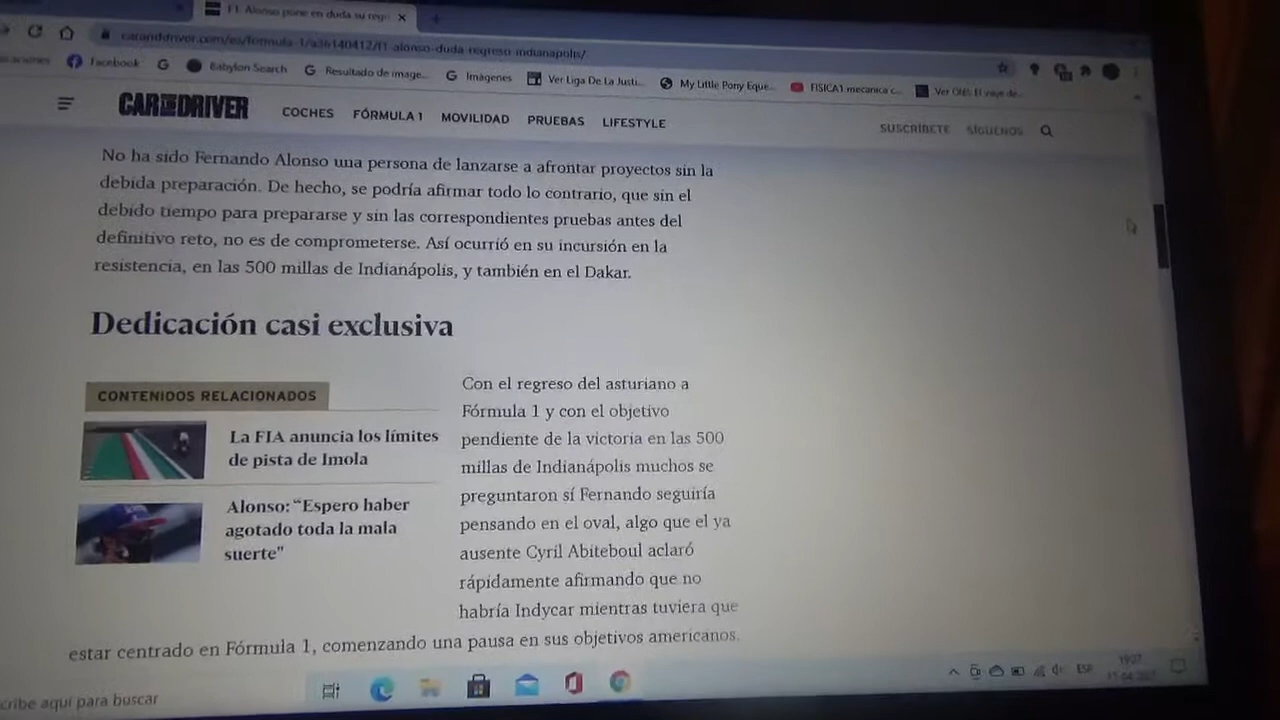 F1 Alonso pone en duda su regr
caranddriver.com/es/formula-1/a36140412/f1-alonso-duda-regreso-indianapolis/
Facebook
Babylon Search
Resultado de image...
Imágenes
Ver Liga De La Justi...
My Little Pony Eque...
FISICA1 mecanica c...
CAR AND DRIVER
COCHES
FÓRMULA 1
MOVILIDAD
PRUEBAS
LIFESTYLE
SUSCRÍBETE
SÍGUENOS
No ha sido Fernando Alonso una persona de lanzarse a afrontar proyectos sin la
debida preparación. De hecho, se podría afirmar todo lo contrario, que sin el
debido tiempo para prepararse y sin las correspondientes pruebas antes del
definitivo reto, no es de comprometerse. Así ocurrió en su incursión en la
resistencia, en las 500 millas de Indianápolis, y también en el Dakar.
Dedicación casi exclusiva
CONTENIDOS RELACIONADOS
La FIA anuncia los límites
de pista de Imola
Alonso: “Espero haber
agotado toda la mala
suerte"
Con el regreso del asturiano a
Fórmula 1 y con el objetivo
pendiente de la victoria en las 500
millas de Indianápolis muchos se
preguntaron sí Fernando seguiría
pensando en el oval, algo que el ya
ausente Cyril Abiteboul aclaró
rápidamente afirmando que no
habría Indycar mientras tuviera que
estar centrado en Fórmula 1, comenzando una pausa en sus objetivos americanos.
cribe aquí para buscar
ESP
19:07